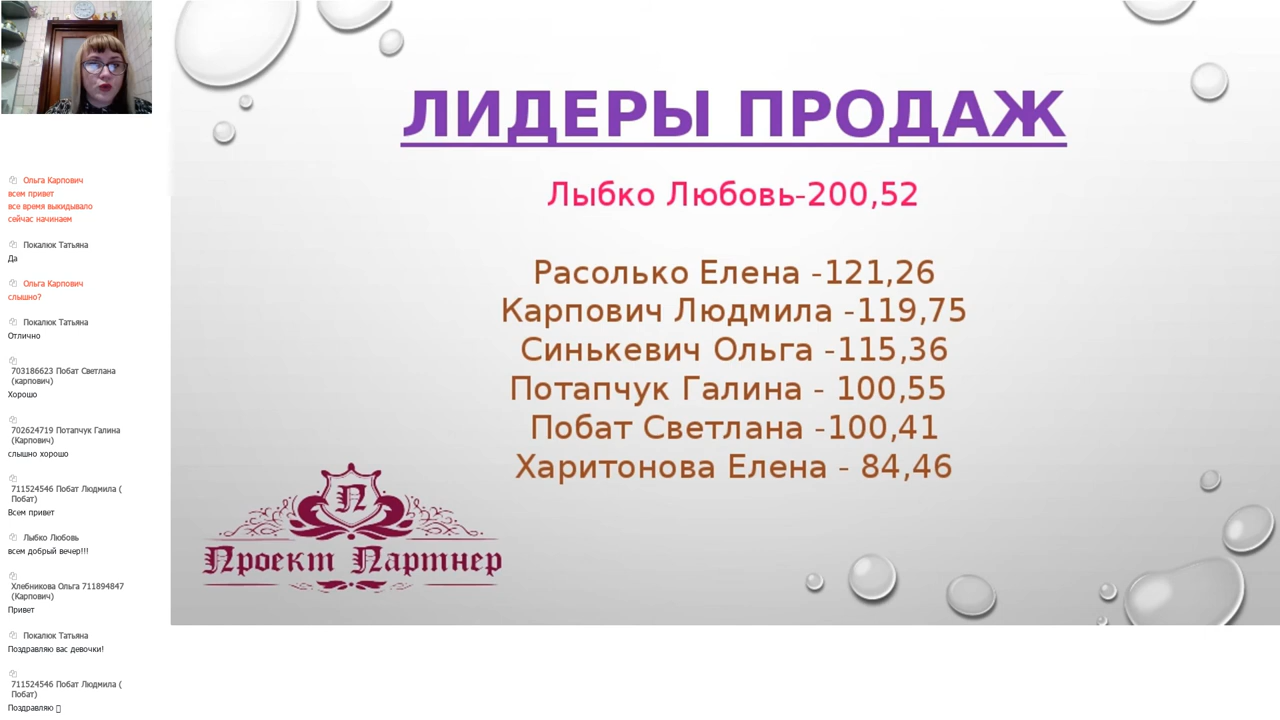 Ольга Карпович
всем привет
все время выкидывало
сейчас начинаем
Покалюк Татьяна
Да
Ольга Карпович
слышно?
Покалюк Татьяна
Отлично
703186623 Побат Светлана
(карпович)
Хорошо
702624719 Потапчук Галина
(Карпович)
слышно хорошо
711524546 Побат Людмила (
Побат)
Всем привет
Лыбко Любовь
всем добрый вечер!!!
Хлебникова Ольга 711894847
(Карпович)
Привет
Покалюк Татьяна
Поздравляю вас девочки!
711524546 Побат Людмила (
Побат)
Поздравляю
ЛИДЕРЫ ПРОДАЖ
Лыбко Любовь-200,52
Расолько Елена -121,26
Карпович Людмила -119,75
Синькевич Ольга -115,36
Потапчук Галина - 100,55
Побат Светлана -100,41
Харитонова Елена - 84,46
П
Проект Партнер